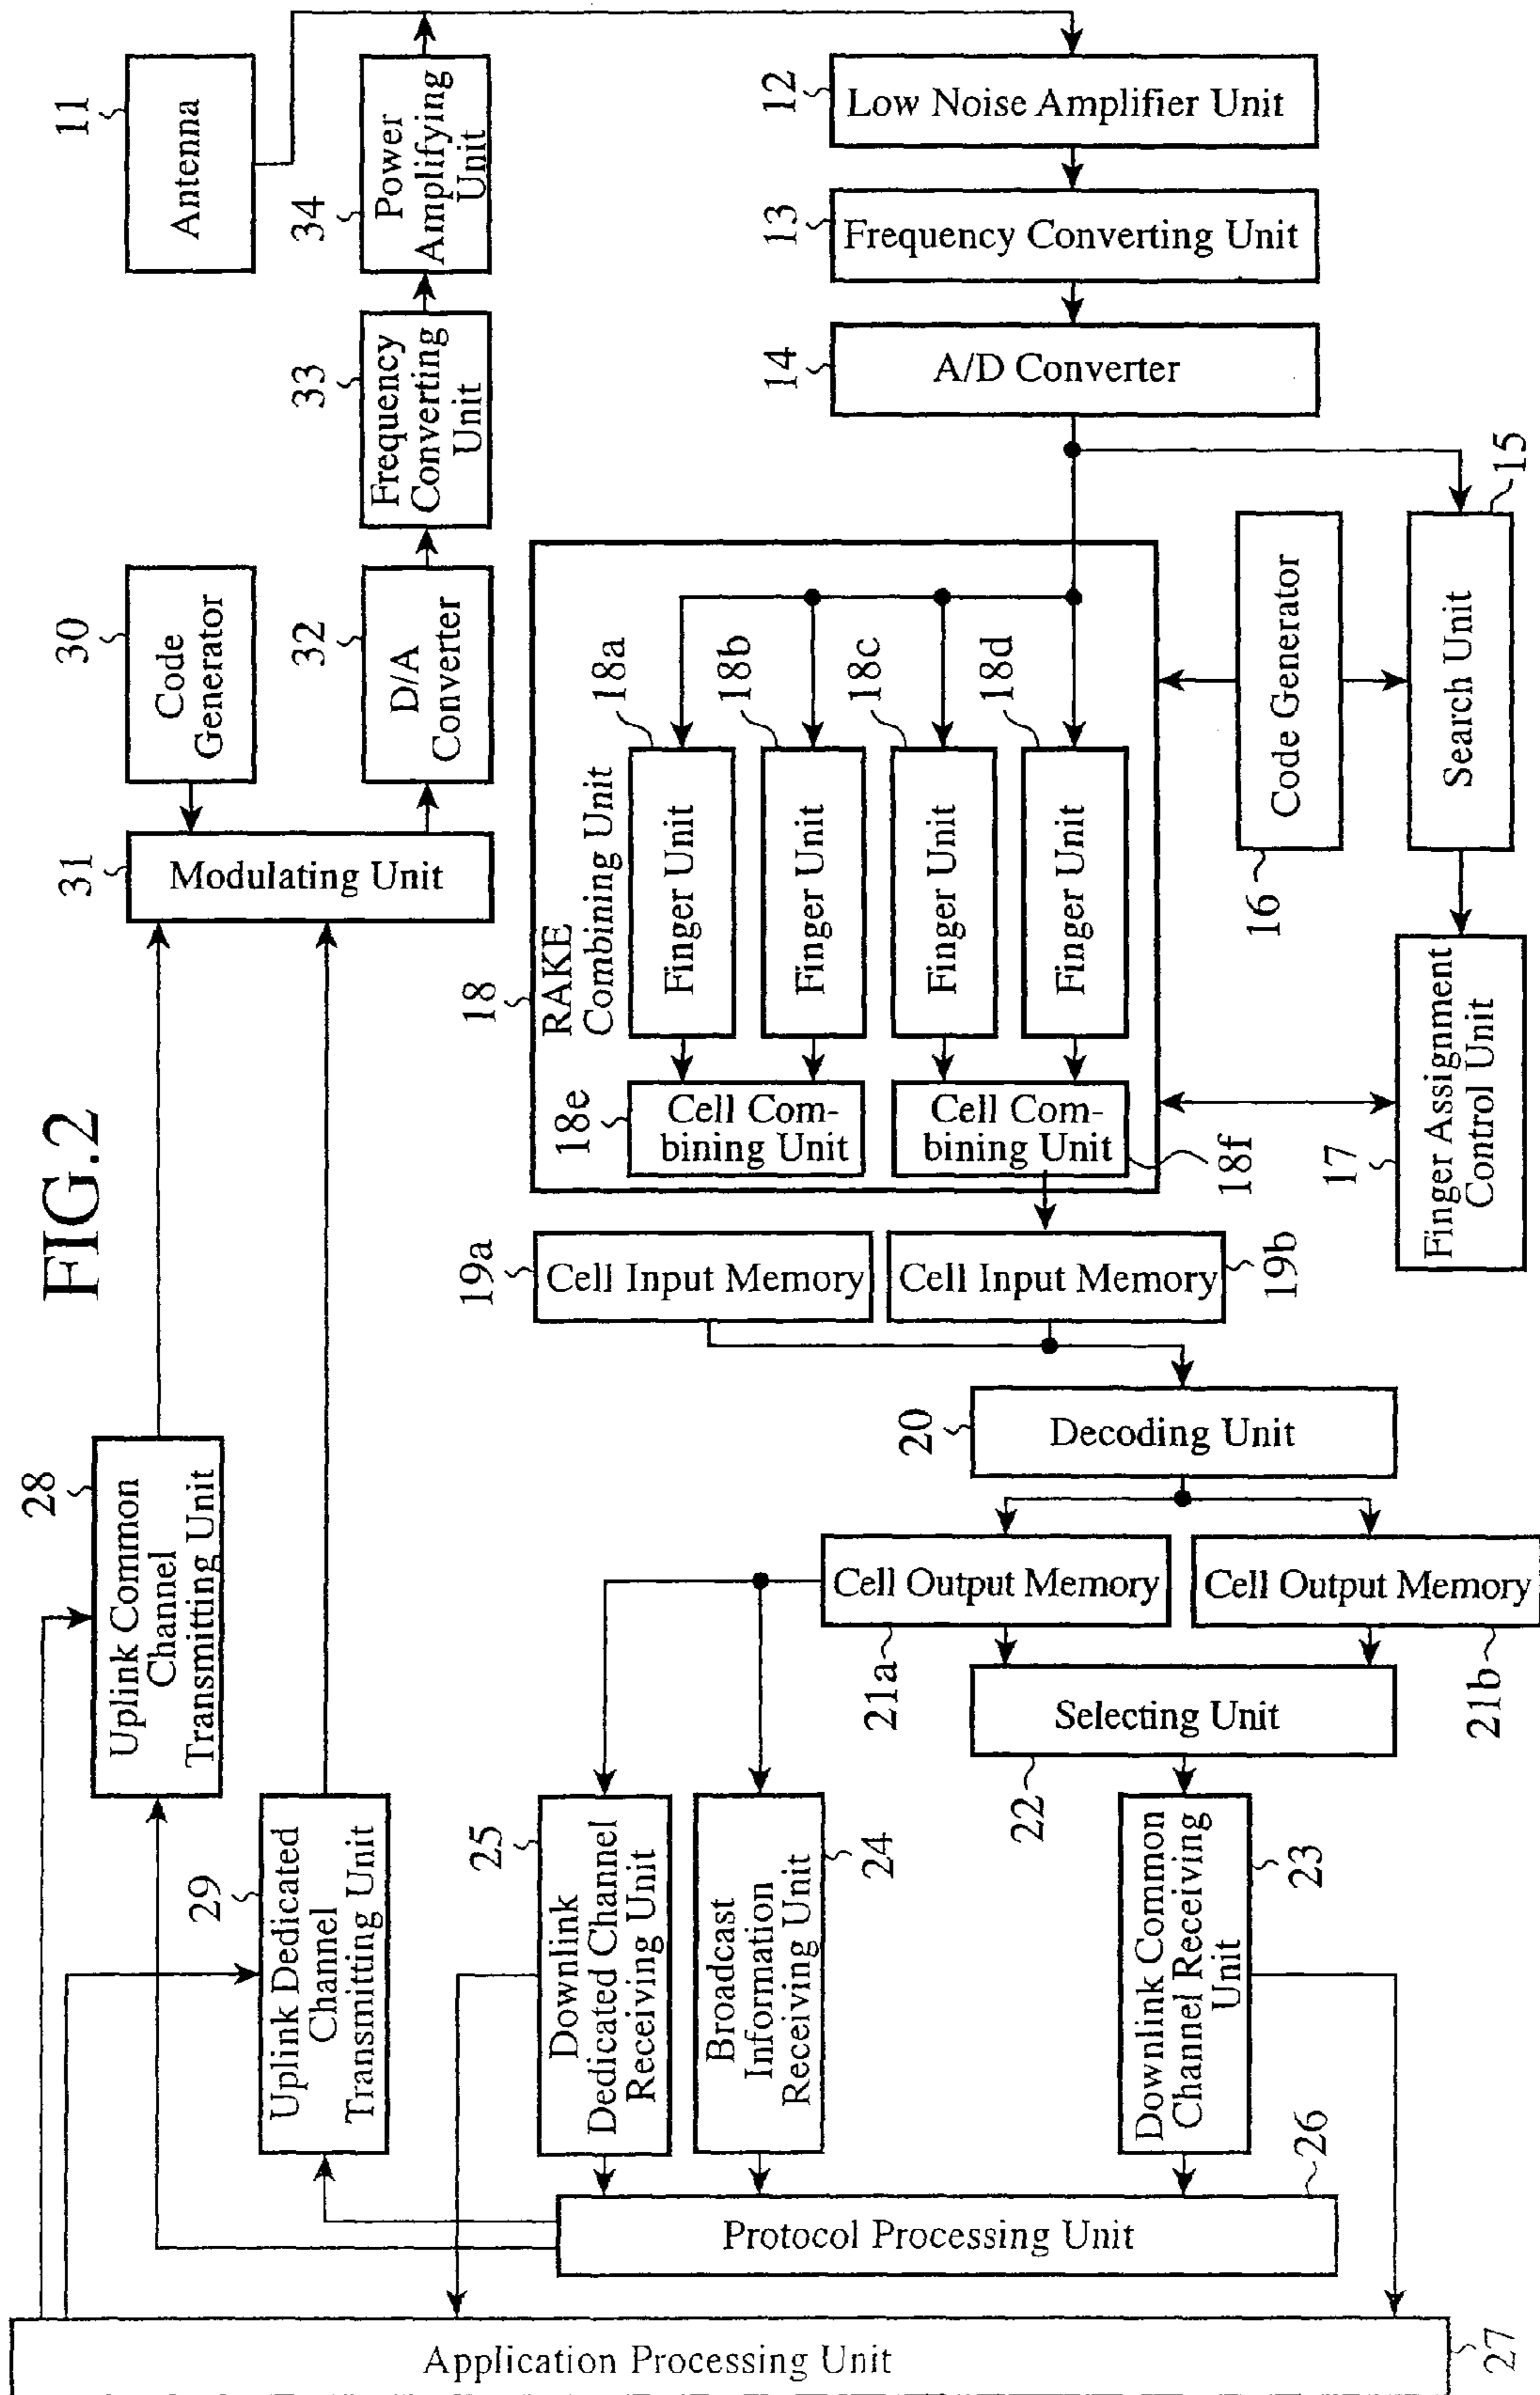 FIG.2
11
Antenna
34
Power
Amplifying
Unit
33
Frequency
Converting
Unit
30
Code
Generator
32
D/A
Converter
31
Modulating Unit
12
Low Noise Amplifier Unit
13
Frequency Converting Unit
14
A/D Converter
15
Search Unit
16
Code Generator
17
Finger Assignment
Control Unit
18
RAKE
Combining Unit
18a
Finger Unit
18b
Finger Unit
18c
Finger Unit
18d
Finger Unit
18e
Cell Com-
bining Unit
Cell Com-
bining Unit
18f
19a
Cell Input Memory
Cell Input Memory
19b
20
Decoding Unit
Cell Output Memory
21a
Cell Output Memory
21b
Selecting Unit
22
28
Uplink Common
Channel
Transmitting Unit
29
Uplink Dedicated
Channel
Transmitting Unit
25
Downlink
Dedicated Channel
Receiving Unit
Broadcast
Information
Receiving Unit
24
Downlink Common
Channel Receiving
Unit
23
26
Protocol Processing Unit
Application Processing Unit
27